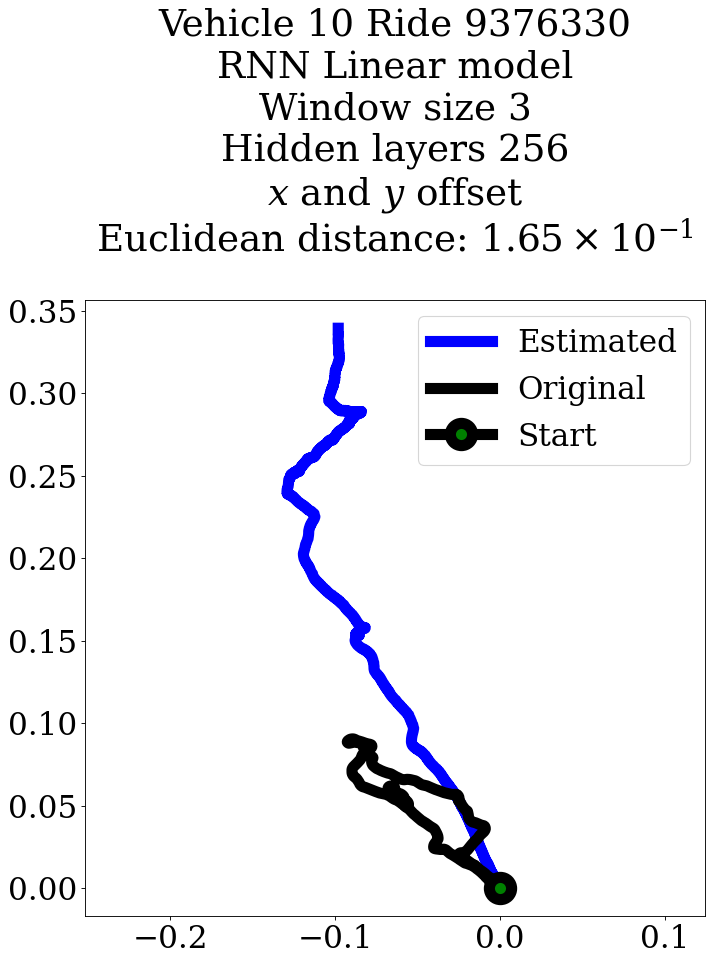 Vehicle 10 Ride 9376330
RNN Linear model
Window size 3
Hidden layers 256
x and y offset
Euclidean distance: 1.65 × 10⁻¹
0.35
0.30
0.25
0.20
0.15
0.10
0.05
0.00
Estimated
Original
Start
−0.2
−0.1
0.0
0.1